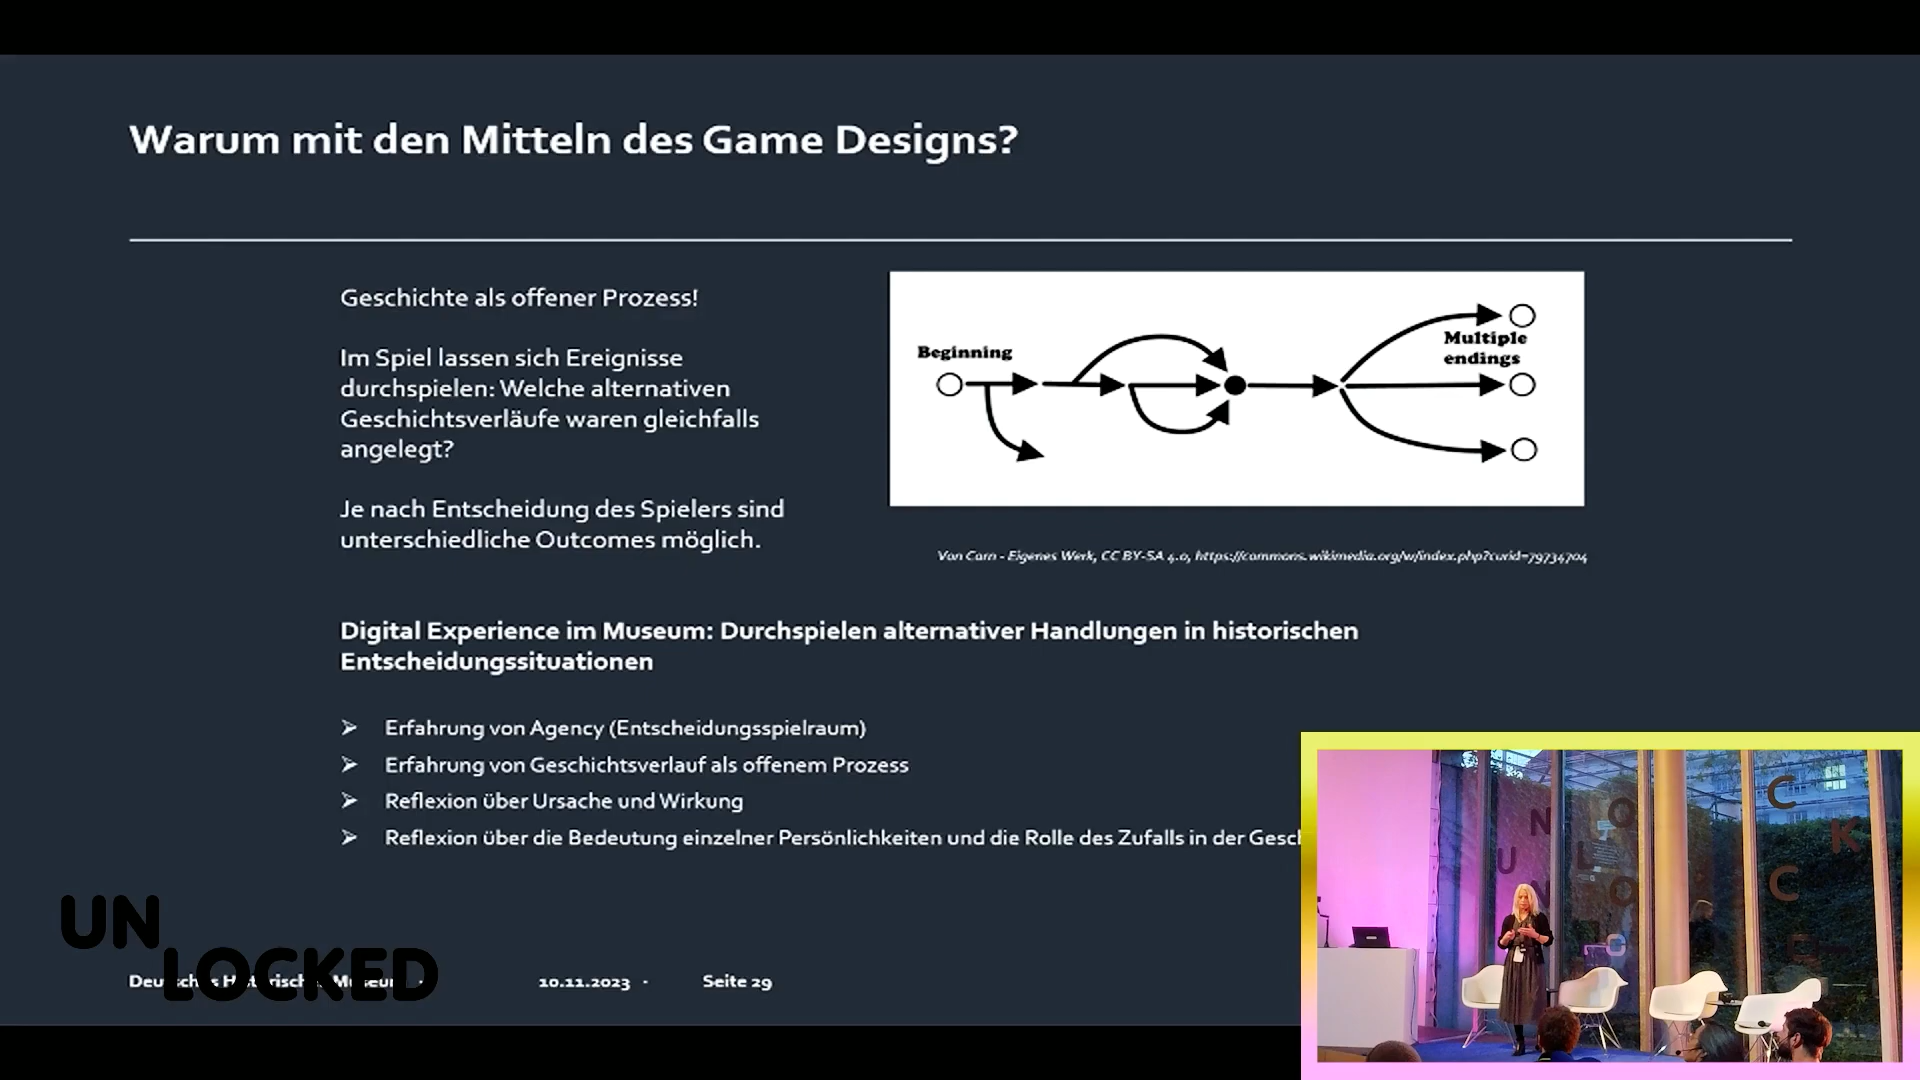 Warum mit den Mitteln des Game Designs?
Geschichte als offener Prozess!
Im Spiel lassen sich Ereignisse
durchspielen: Welche alternativen
Geschichtsverläufe waren gleichfalls
angelegt?
Je nach Entscheidung des Spielers sind
unterschiedliche Outcomes möglich.
Beginning
Multiple
endings
Von Carn - Eigenes Werk, CC BY-SA 4.0, https://commons.wikimedia.org/w/index.php?curid=79734704
Digital Experience im Museum: Durchspielen alternativer Handlungen in historischen
Entscheidungssituationen
➢ Erfahrung von Agency (Entscheidungsspielraum)
➢ Erfahrung von Geschichtsverlauf als offenem Prozess
➢ Reflexion über Ursache und Wirkung
➢ Reflexion über die Bedeutung einzelner Persönlichkeiten und die Rolle des Zufalls in der Gesch
UN
LOCKED
Deutsches Historisches Museum - 10.11.2023 - Seite 29